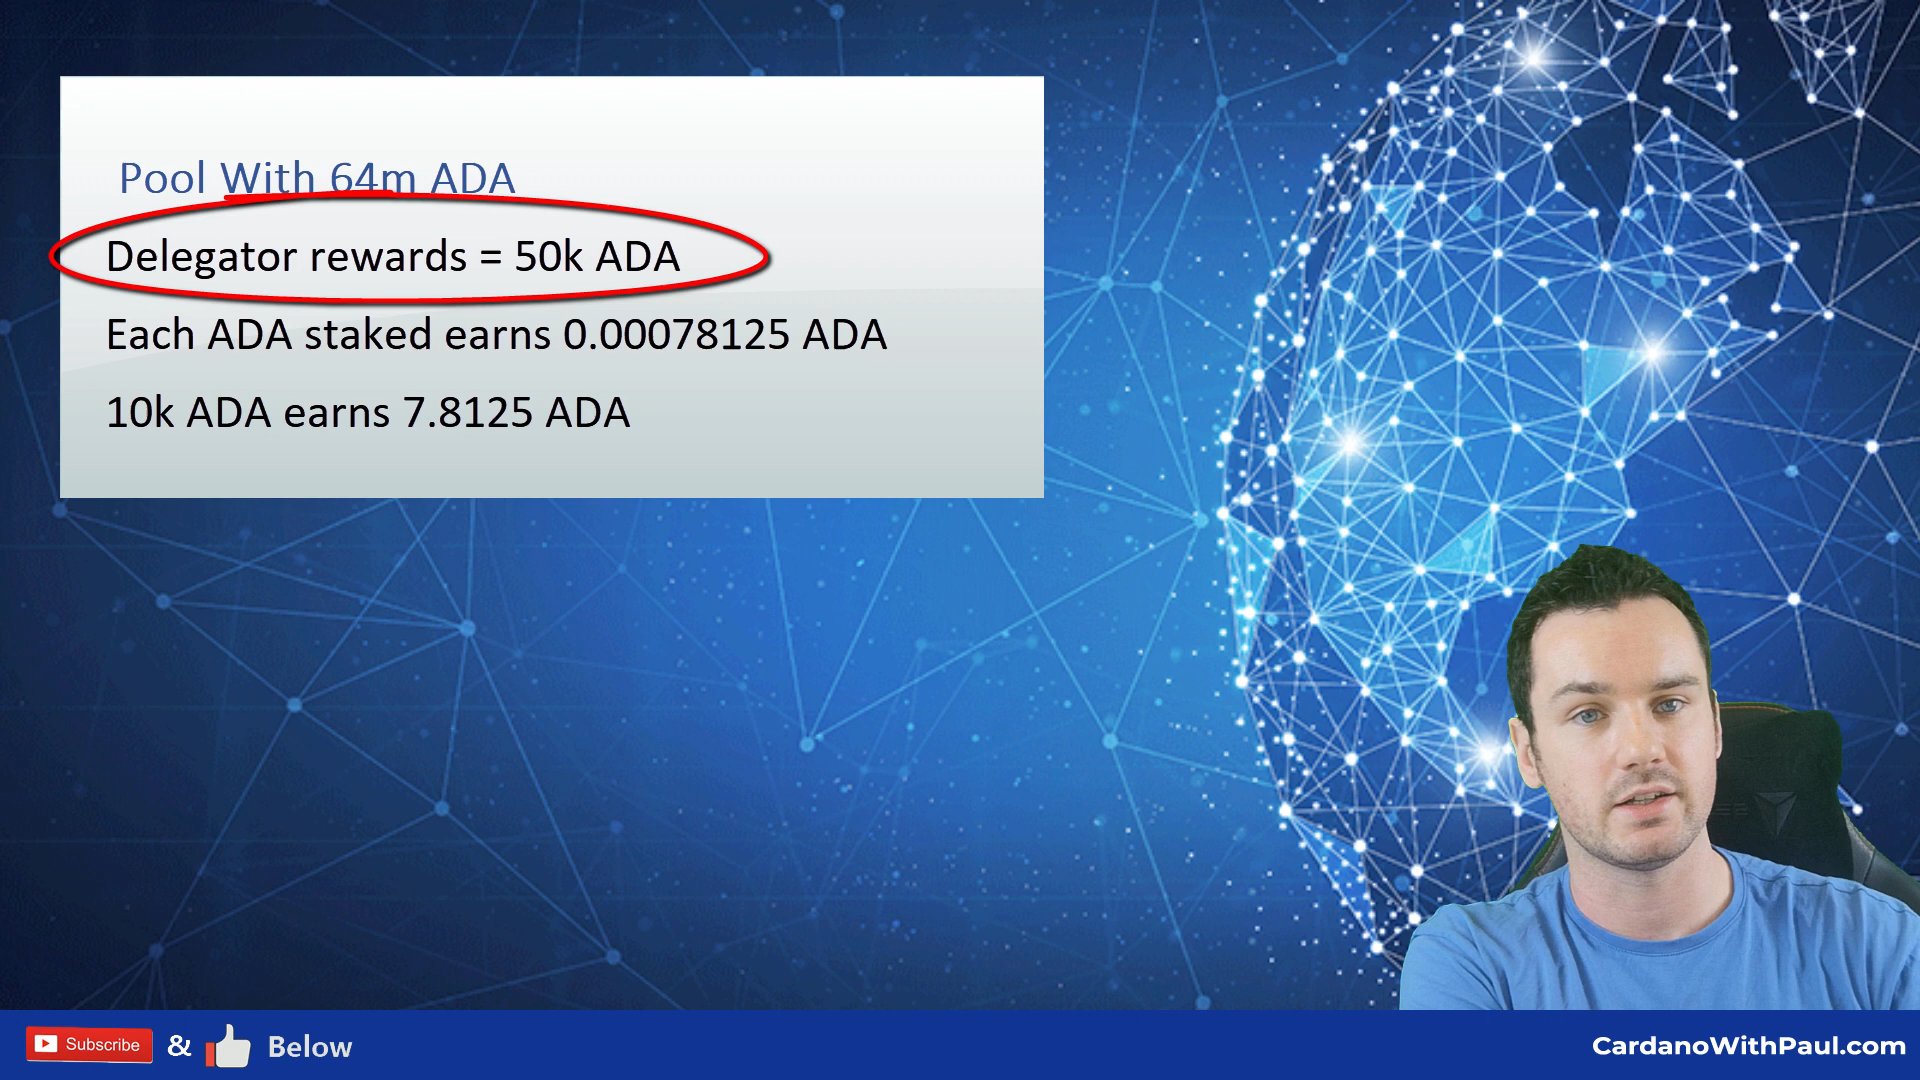 Pool With 64m ADA
Delegator rewards = 50k ADA
Each ADA staked earns 0.00078125 ADA
10k ADA earns 7.8125 ADA
Subscribe & Below
CardanoWithPaul.com